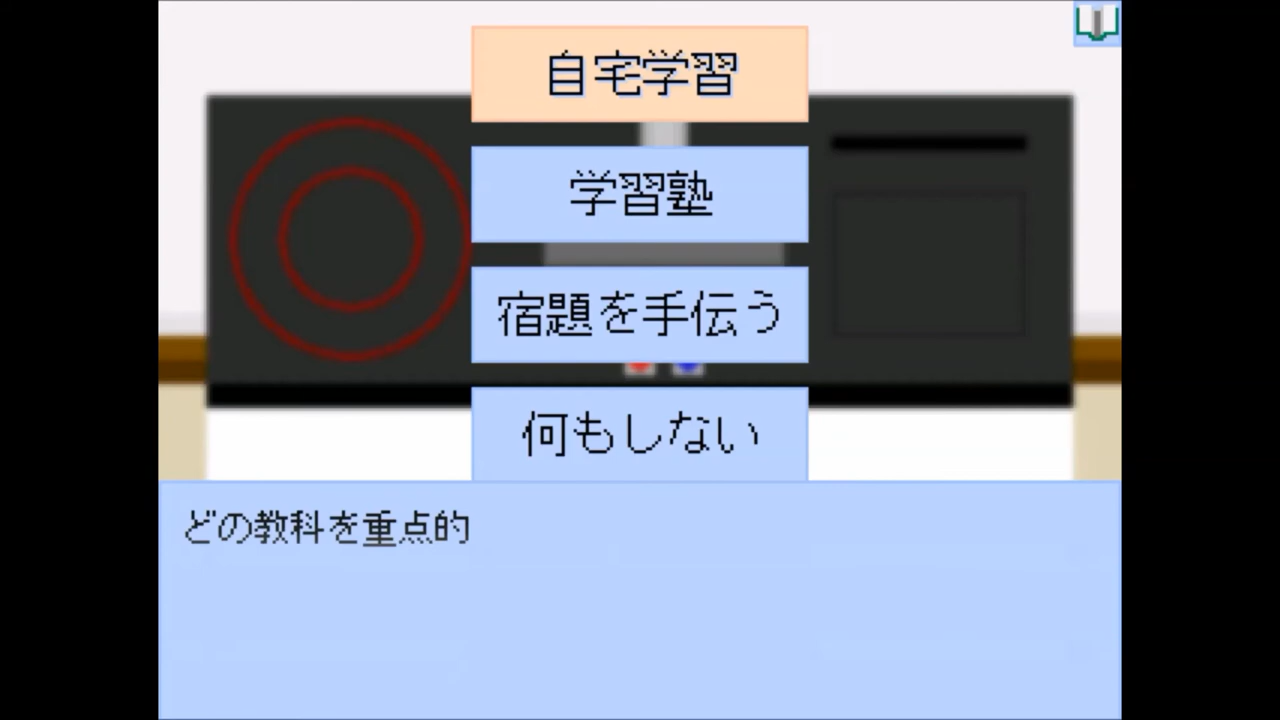 自宅学習
学習塾
宿題を手伝う
何もしない
どの教科を重点的